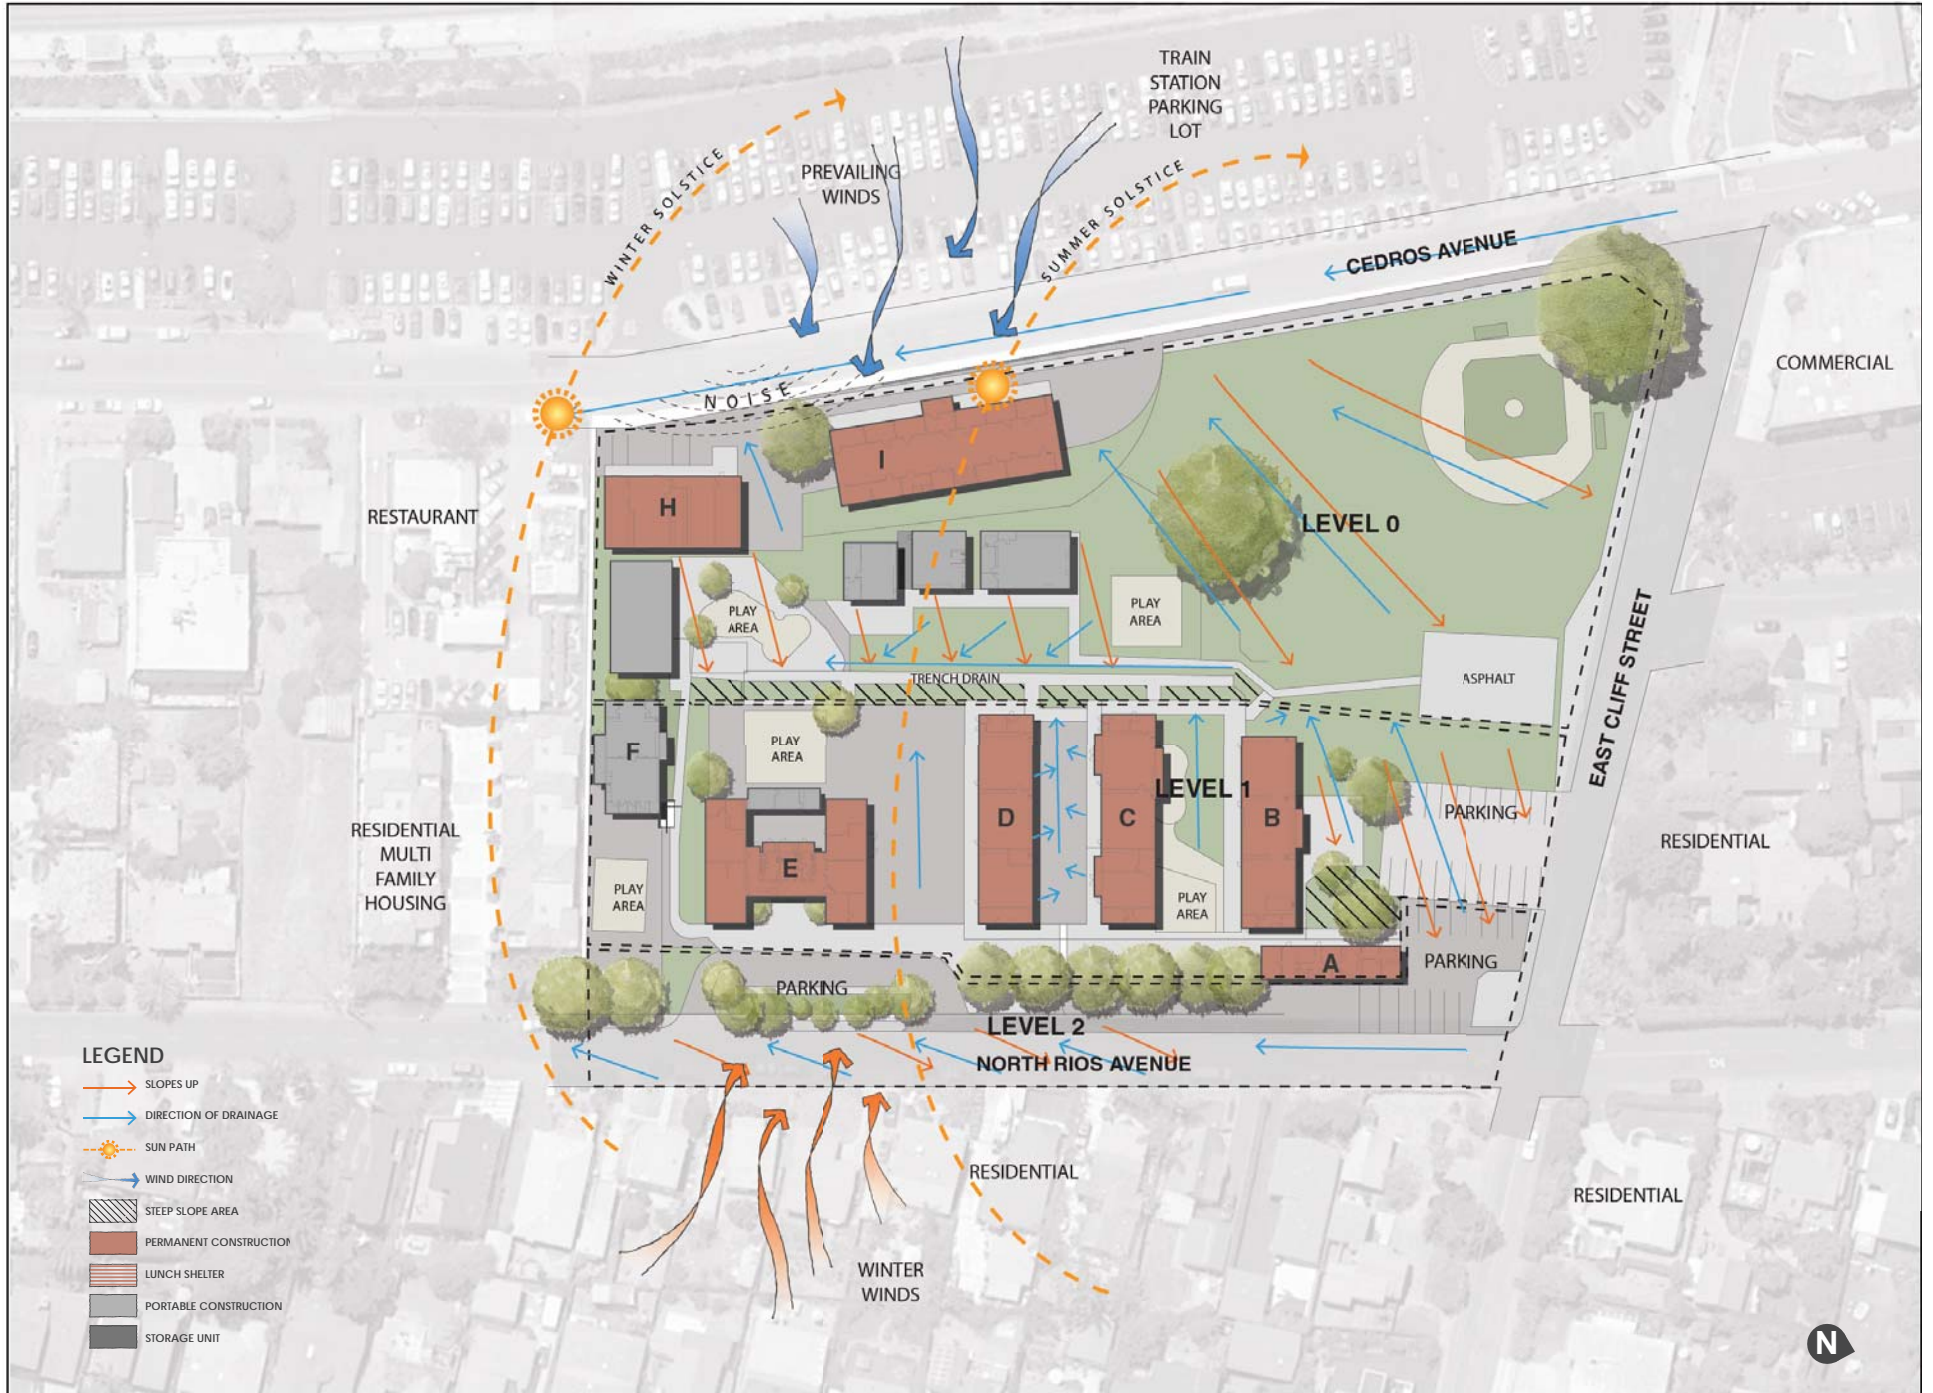 TRAIN
STATION
PARKING
LOT
PREVAILING
WINDS
WINTER SOLSTICE
SUMMER SOLSTICE
CEDROS AVENUE
COMMERCIAL
NOISE
I
H
RESTAURANT
LEVEL 0
PLAY
AREA
PLAY
AREA
TRENCH DRAIN
ASPHALT
EAST CLIFF STREET
F
PLAY
AREA
LEVEL 1
D
C
B
PARKING
RESIDENTIAL
MULTI
FAMILY
HOUSING
RESIDENTIAL
E
PLAY
AREA
PLAY
AREA
A
PARKING
PARKING
LEVEL 2
NORTH RIOS AVENUE
RESIDENTIAL
RESIDENTIAL
WINTER
WINDS
LEGEND
SLOPES UP
DIRECTION OF DRAINAGE
SUN PATH
WIND DIRECTION
STEEP SLOPE AREA
PERMANENT CONSTRUCTION
LUNCH SHELTER
PORTABLE CONSTRUCTION
STORAGE UNIT
N